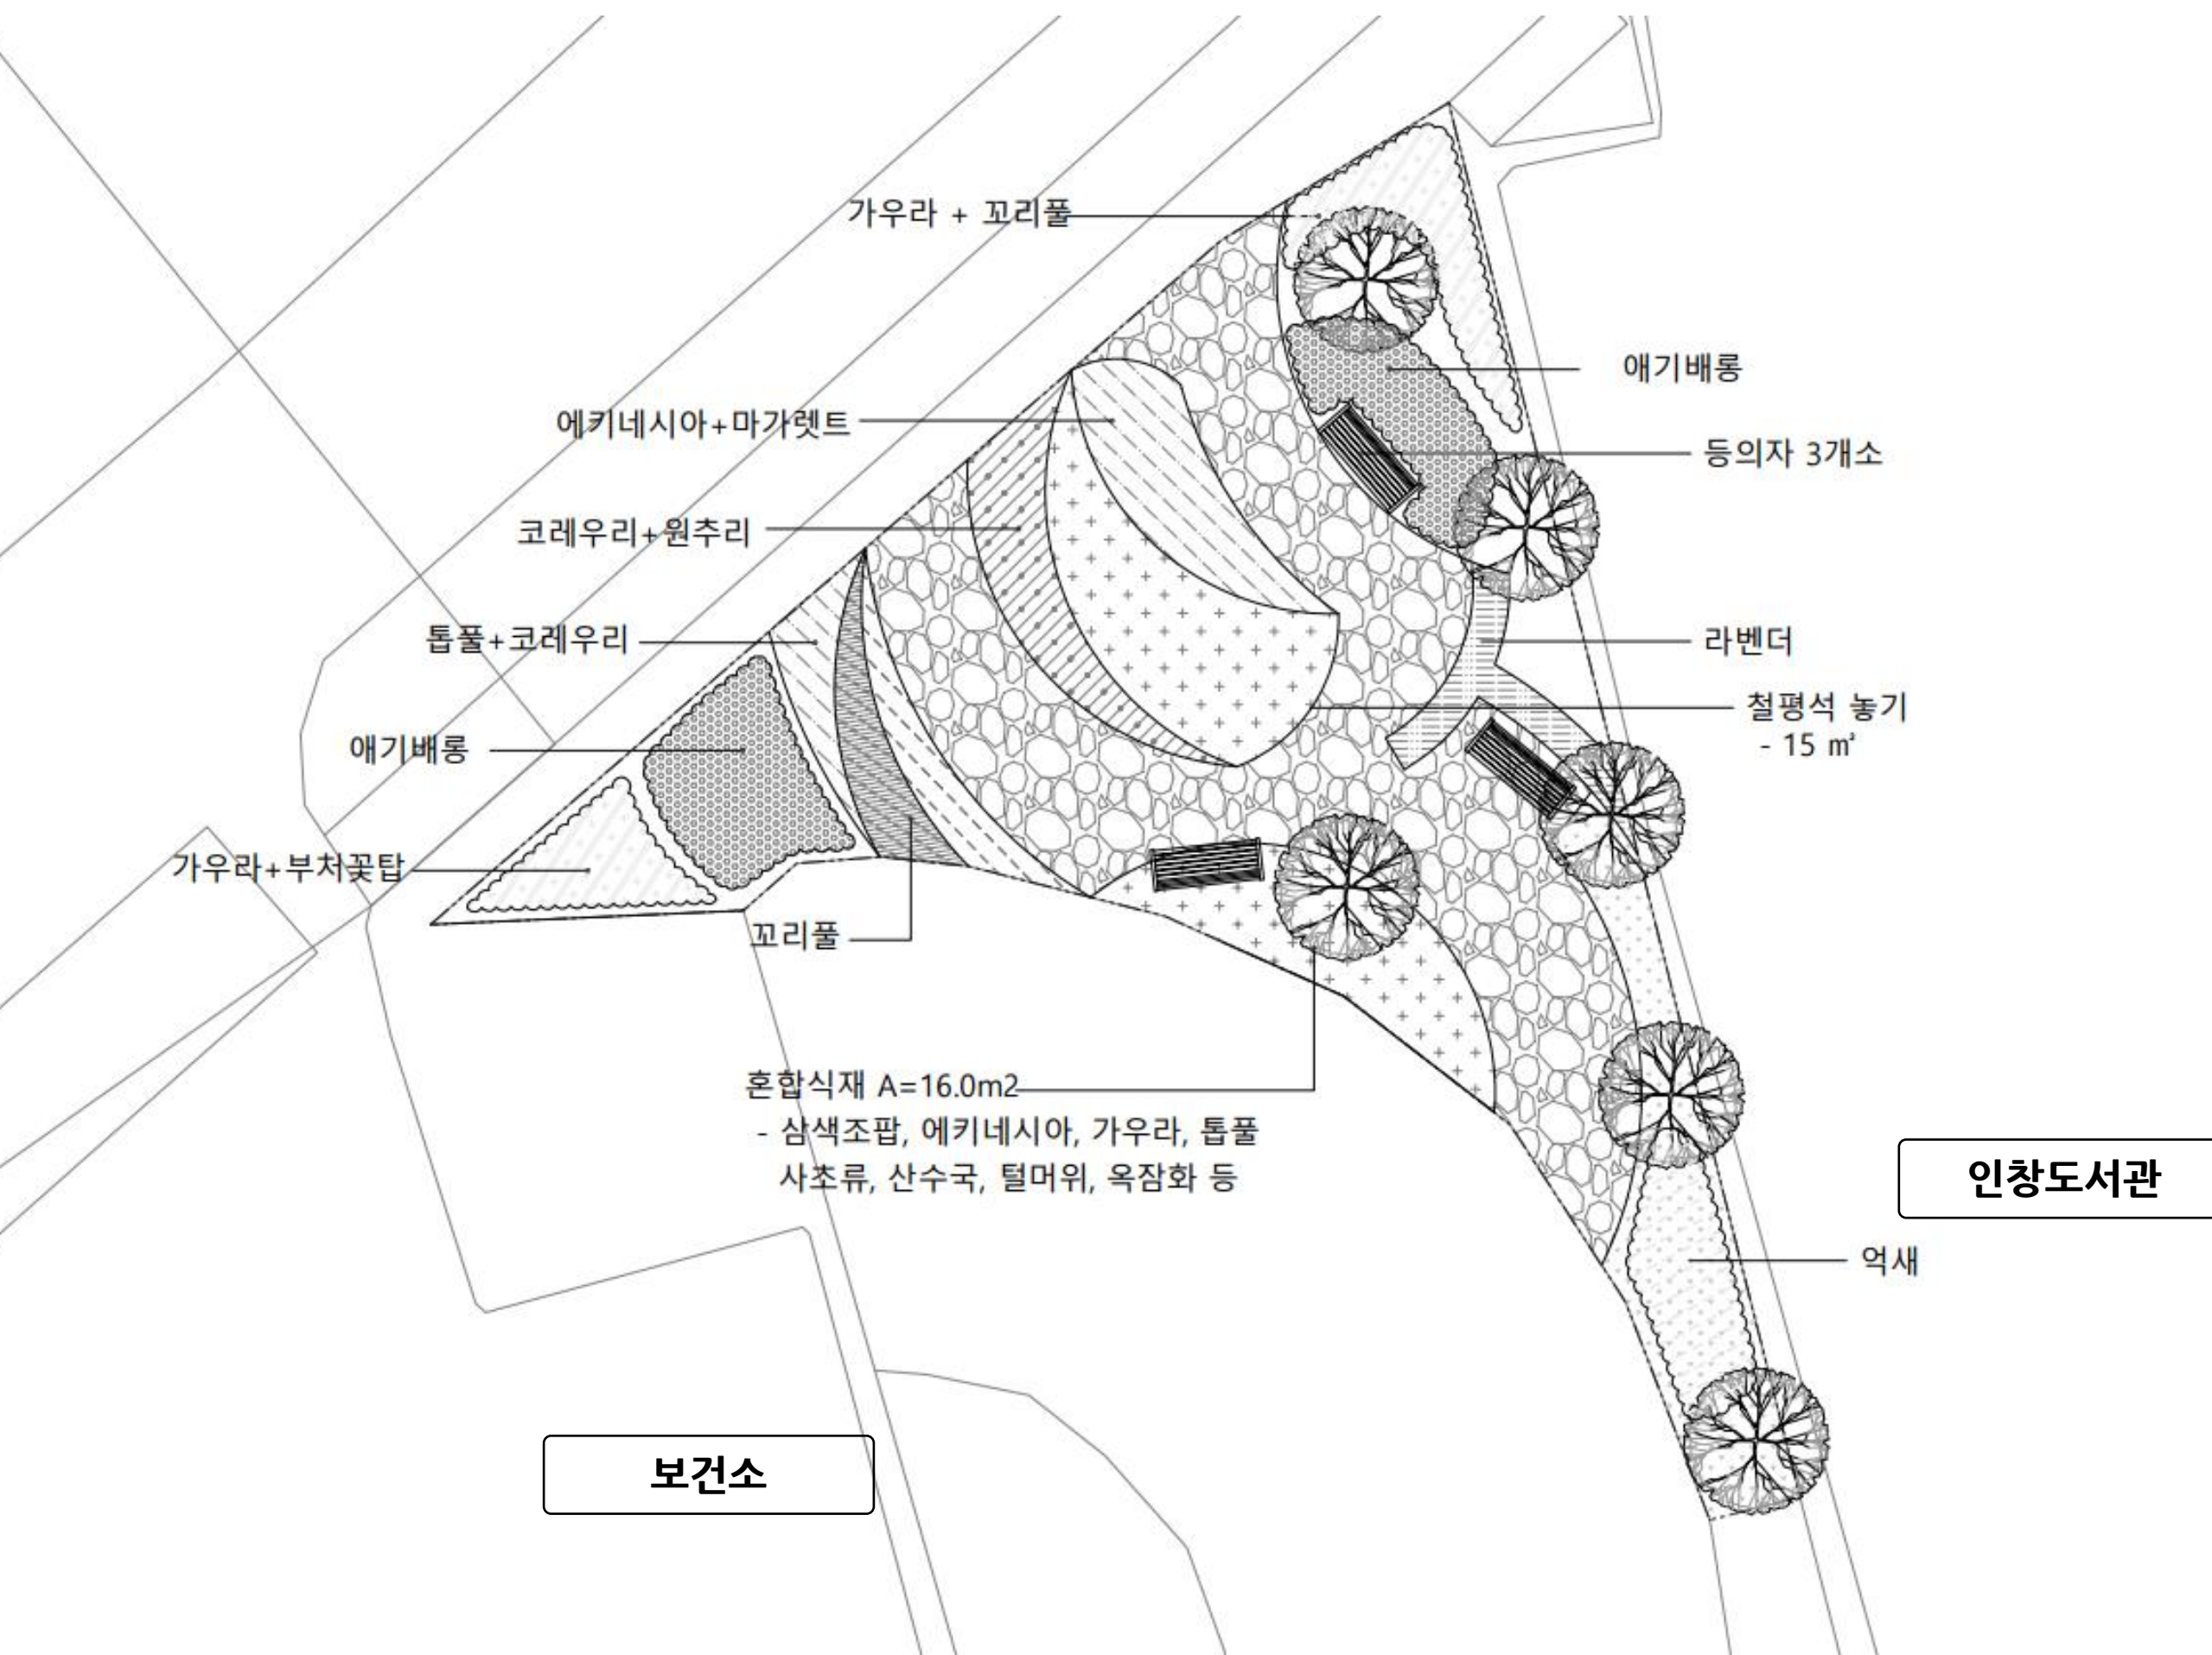 가우라 + 꼬리풀
애기배롱
에키네시아+마가렛트
등의자 3개소
코레우리+원추리
톱풀+코레우리
라벤더
철평석 놓기
- 15 ㎡
애기배롱
가우라+부처꽃탑
꼬리풀
혼합식재 A=16.0m2
- 삼색조팝, 에키네시아, 가우라, 톱풀
사초류, 산수국, 털머위, 옥잠화 등
인창도서관
억새
보건소